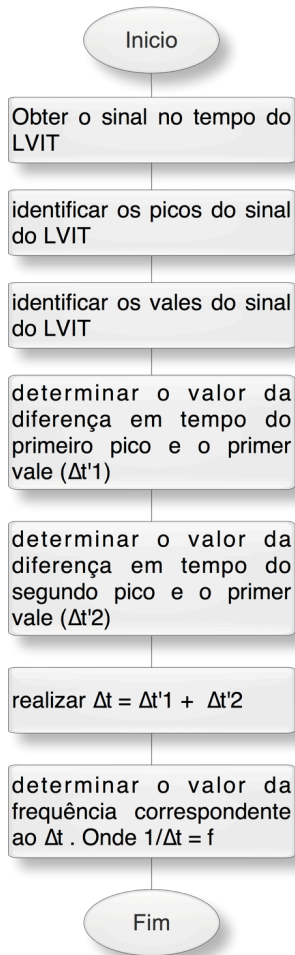 Inicio
Obter o sinal no tempo do
LVIT
identificar os picos do sinal
do LVIT
identificar os vales do sinal
do LVIT
determinar o valor da
diferença em tempo do
primeiro pico e o primer
vale (Δt'1)
determinar o valor da
diferença em tempo do
segundo pico e o primer
vale (Δt'2)
realizar Δt = Δt'1 + Δt'2
determinar o valor da
frequência correspondente
ao Δt . Onde 1/Δt = f
Fim